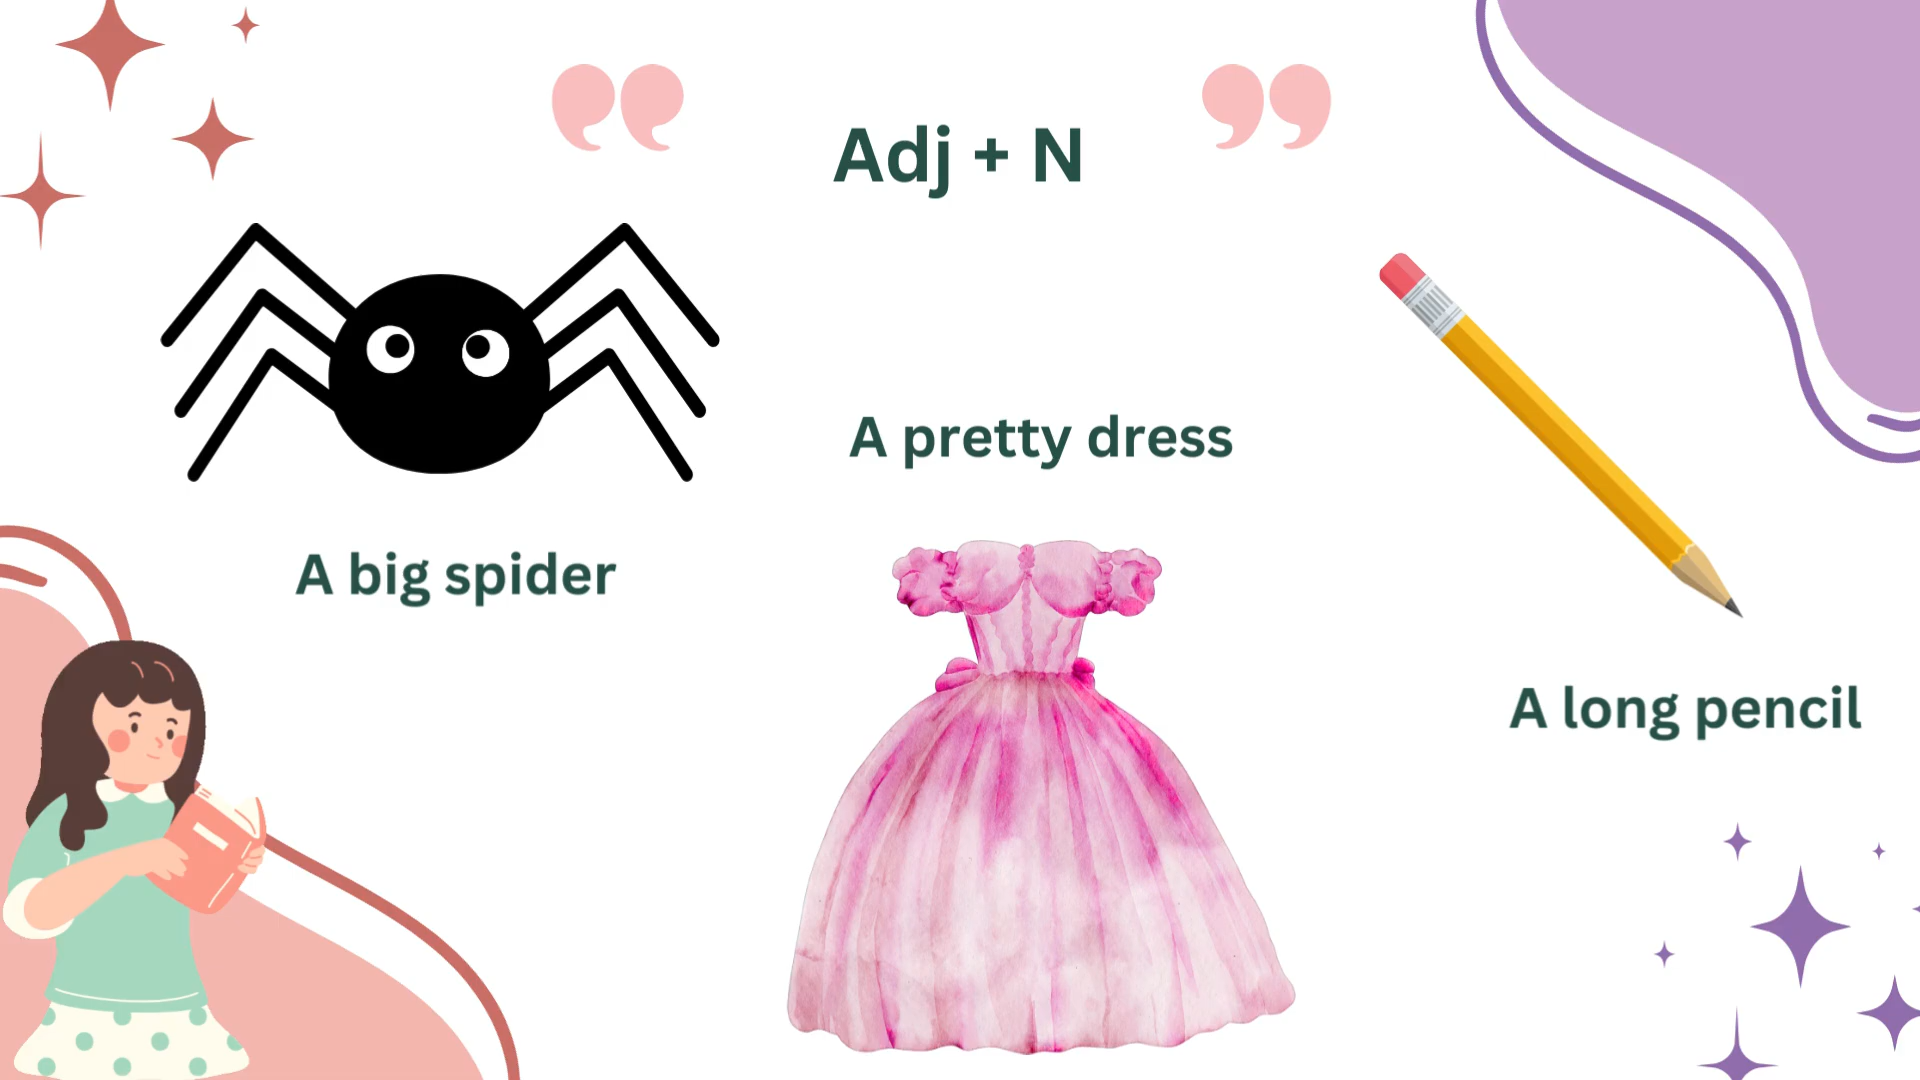 Adj + N
A pretty dress
A big spider
A long pencil